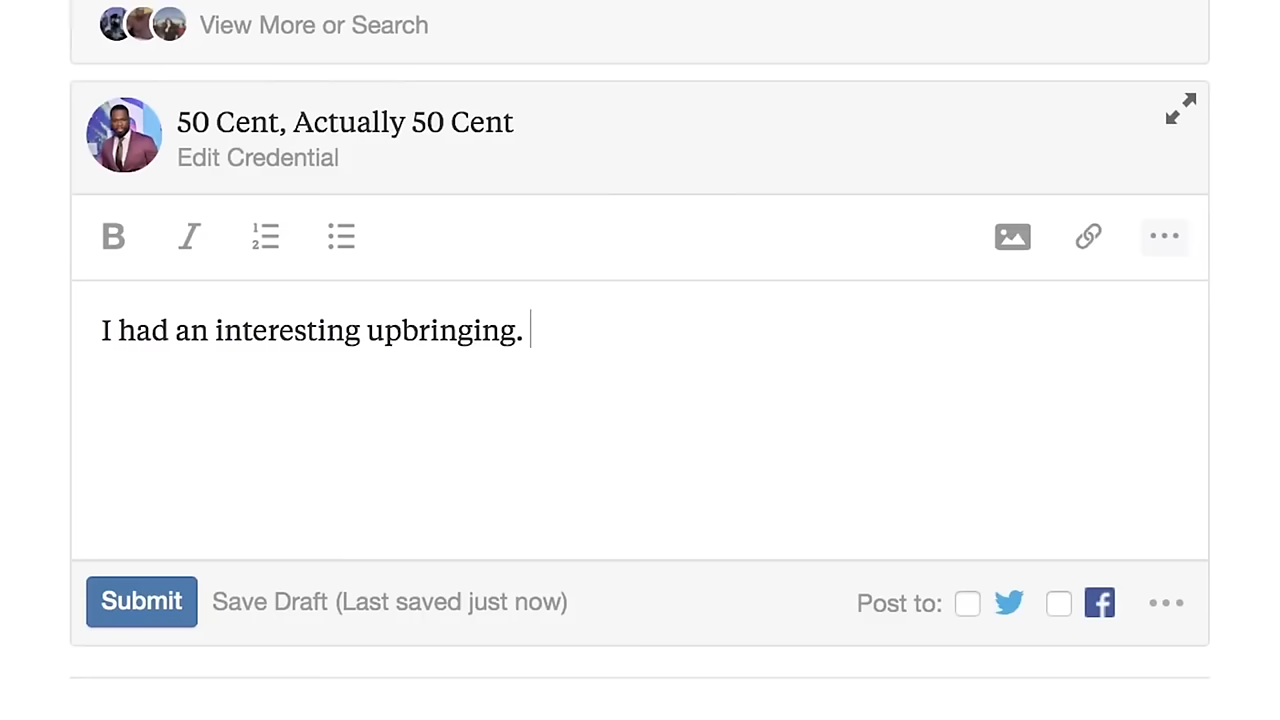 View More or Search
50 Cent, Actually 50 Cent
Edit Credential
B I
I had an interesting upbringing.
Submit Save Draft (Last saved just now) Post to: